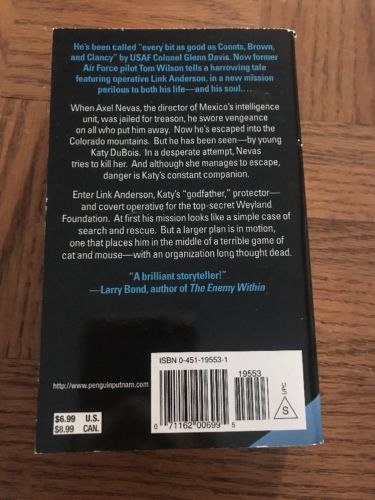 He's been called "every bit as good as Coonts, Brown,
and Clancy" by USAF Colonel Glenn Davis. Now former
Air Force pilot Tom Wilson tells a harrowing tale
featuring operative Link Anderson, in a new mission
perilous to both his life—and his soul....
When Axel Nevas, the director of Mexico's intelligence
unit, was jailed for treason, he swore vengeance
on all who put him away. Now he's escaped into the
Colorado mountains. But he has been seen—by young
Katy DuBois. In a desperate attempt, Nevas
tries to kill her. And although she manages to escape,
danger is Katy's constant companion.
Enter Link Anderson, Katy's "godfather," protector—
and covert operative for the top-secret Weyland
Foundation. At first his mission looks like a simple case of
search and rescue. But a larger plan is in motion,
one that places him in the middle of a terrible game of
cat and mouse—with an organization long thought dead.
"A brilliant storyteller!"
—Larry Bond, author of The Enemy Within
ISBN 0-451-19553-1
19553
UPC
S
http://www.penguinputnam.com
$6.99 U.S.
$8.99 CAN.
0 71162 00699 5